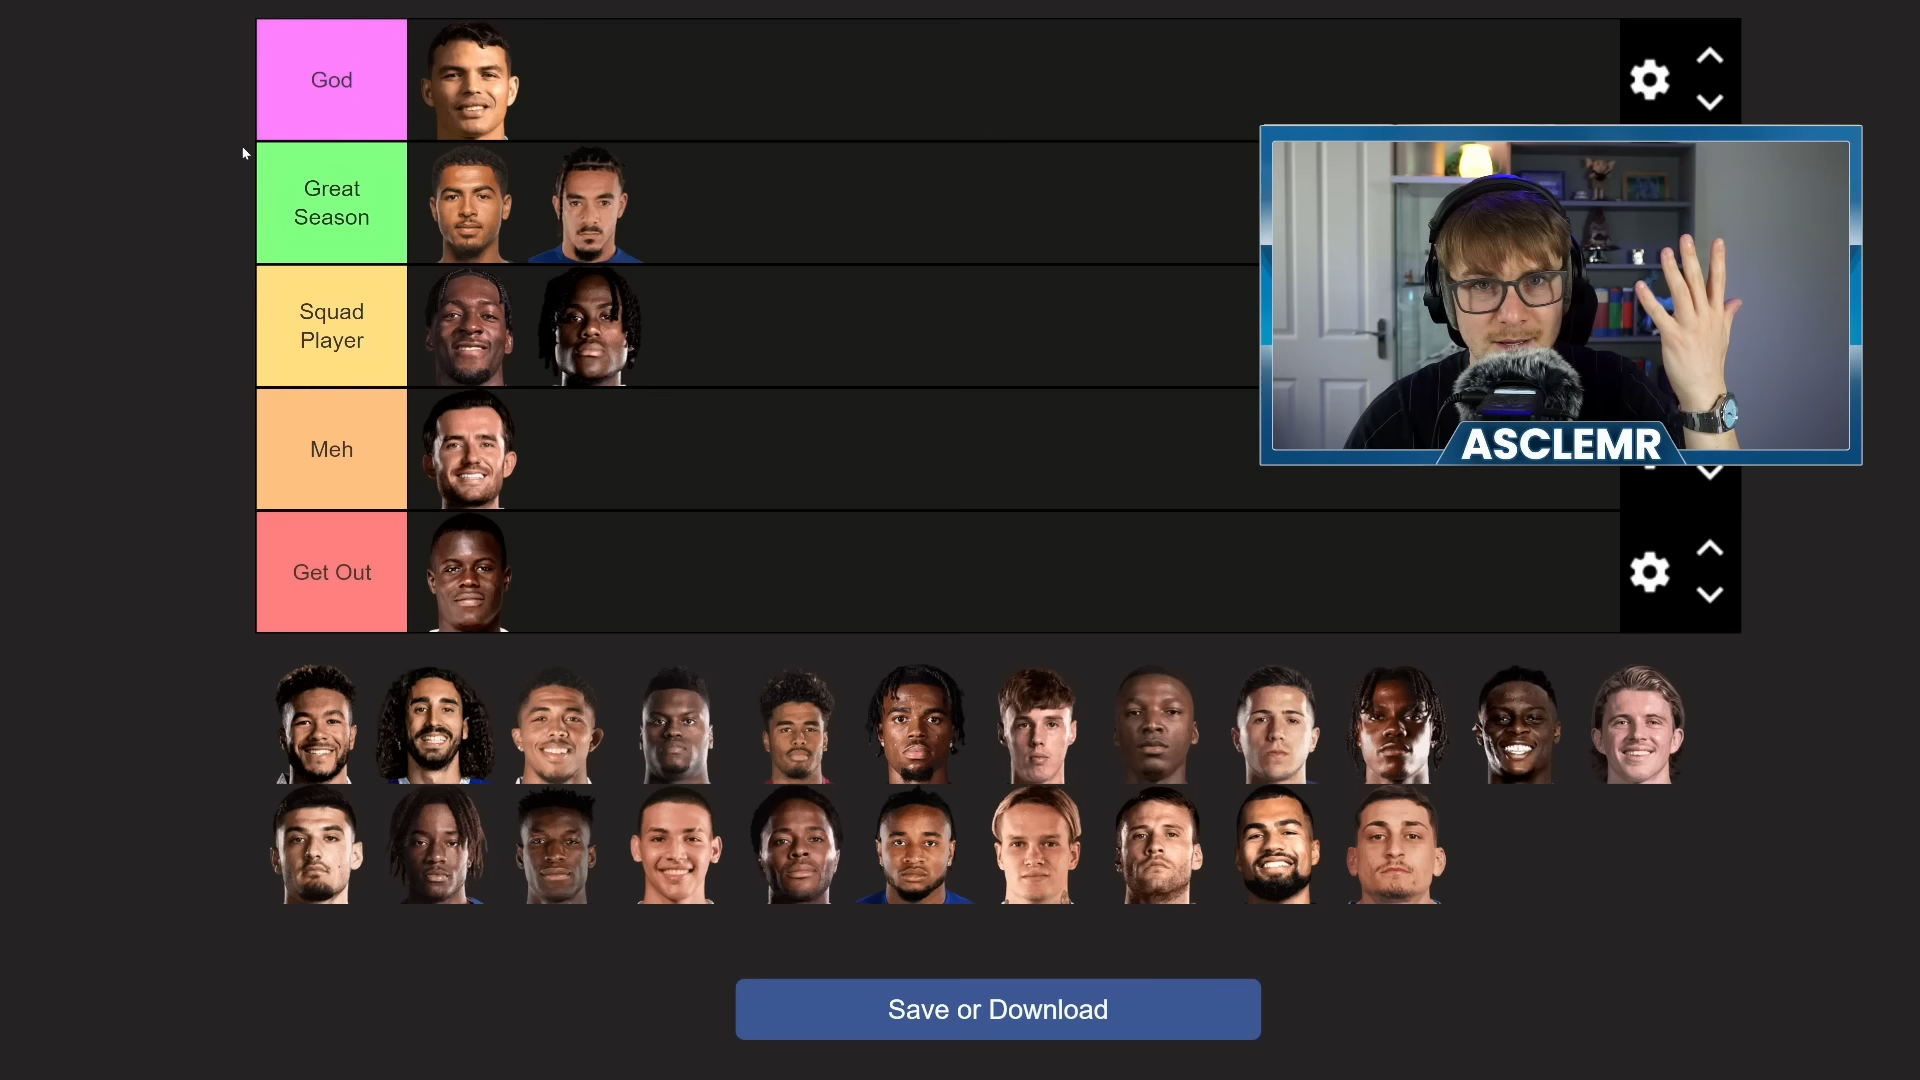 God
Great
Season
Squad
Player
Meh
Get Out
ASCLEMR
Save or Download